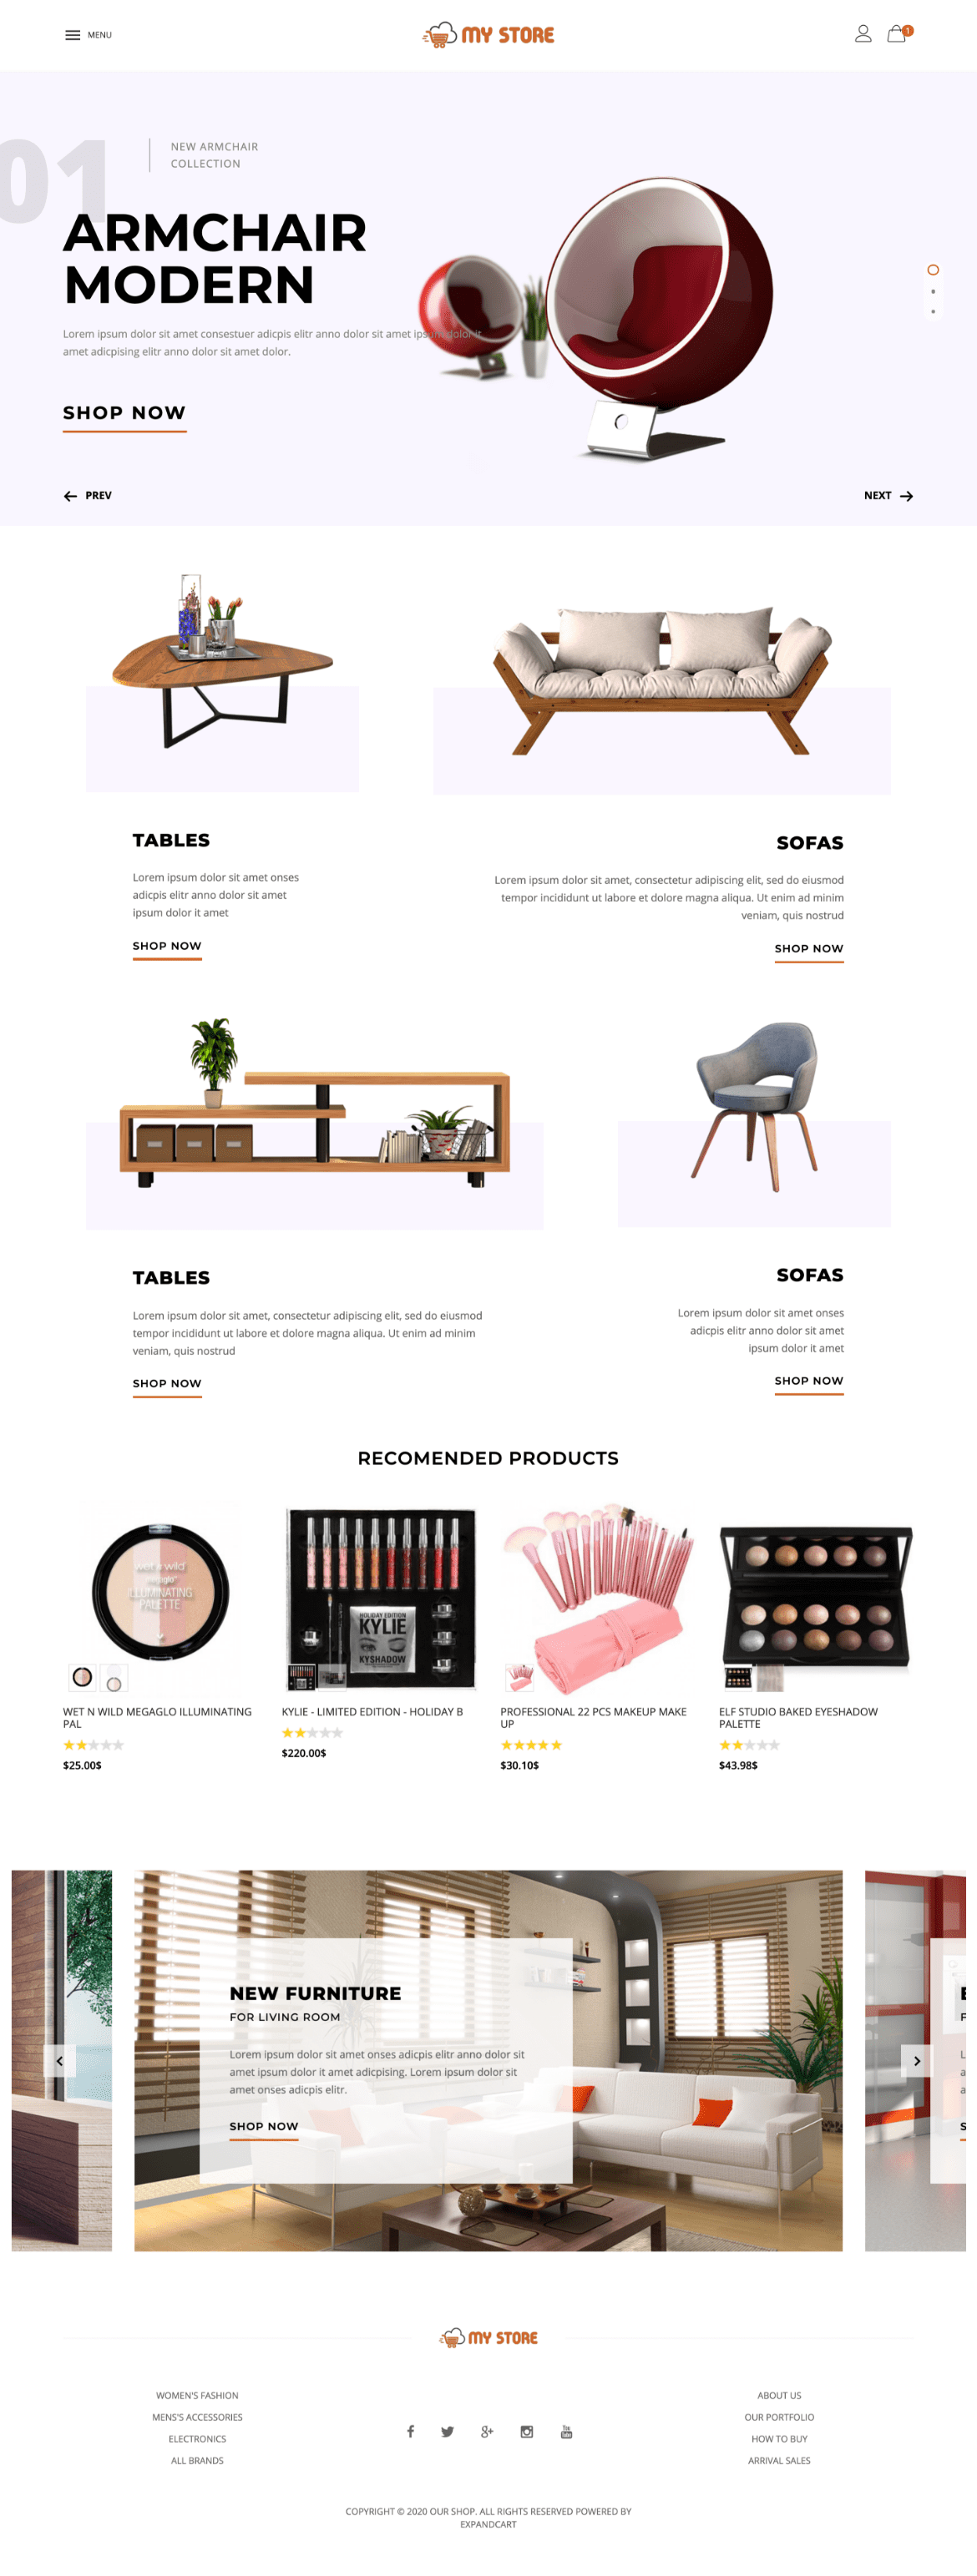 MENU
MY STORE
1
01
NEW ARMCHAIR
COLLECTION
ARMCHAIR
MODERN
Lorem ipsum dolor sit amet consestuer adicpis elitr anno dolor sit amet ipsum dolor it
amet adicpising elitr anno dolor sit amet dolor.
SHOP NOW
PREV
NEXT
TABLES
Lorem ipsum dolor sit amet onses
adicpis elitr anno dolor sit amet
ipsum dolor it amet
SHOP NOW
SOFAS
Lorem ipsum dolor sit amet, consectetur adipiscing elit, sed do eiusmod
tempor incididunt ut labore et dolore magna aliqua. Ut enim ad minim
veniam, quis nostrud
SHOP NOW
TABLES
Lorem ipsum dolor sit amet, consectetur adipiscing elit, sed do eiusmod
tempor incididunt ut labore et dolore magna aliqua. Ut enim ad minim
veniam, quis nostrud
SHOP NOW
SOFAS
Lorem ipsum dolor sit amet onses
adicpis elitr anno dolor sit amet
ipsum dolor it amet
SHOP NOW
RECOMENDED PRODUCTS
wet n wild
megaglo
ILLUMINATING
PALETTE
HOLIDAY EDITION
KYLIE
KYSHADOW
WET N WILD MEGAGLO ILLUMINATING
PAL
$25.00$
KYLIE - LIMITED EDITION - HOLIDAY B
$220.00$
PROFESSIONAL 22 PCS MAKEUP MAKE
UP
$30.10$
ELF STUDIO BAKED EYESHADOW
PALETTE
$43.98$
NEW FURNITURE
FOR LIVING ROOM
Lorem ipsum dolor sit amet onses adicpis elitr anno dolor sit
amet ipsum dolor it amet adicpising. Lorem ipsum dolor sit
amet onses adicpis elitr.
SHOP NOW
MY STORE
WOMEN'S FASHION
MENS'S ACCESSORIES
ELECTRONICS
ALL BRANDS
You
Tube
ABOUT US
OUR PORTFOLIO
HOW TO BUY
ARRIVAL SALES
COPYRIGHT © 2020 OUR SHOP. ALL RIGHTS RESERVED POWERED BY
EXPANDCART